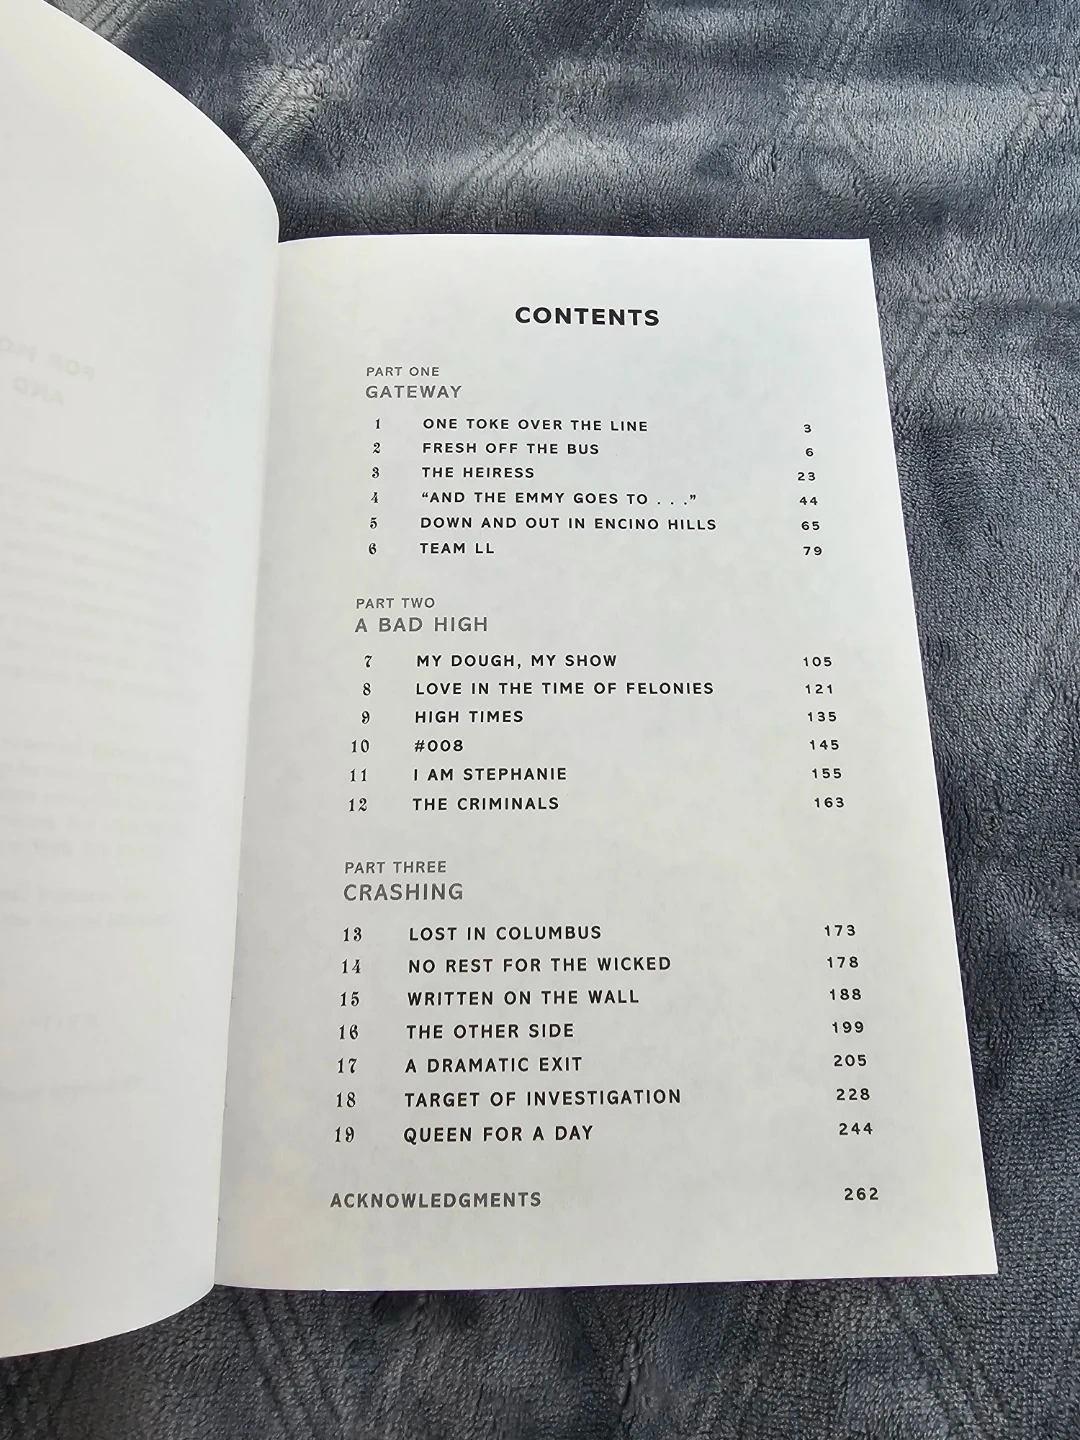 CONTENTS
PART ONE
GATEWAY
1 ONE TOKE OVER THE LINE 3
2 FRESH OFF THE BUS 6
3 THE HEIRESS 23
4 “AND THE EMMY GOES TO . . .” 44
5 DOWN AND OUT IN ENCINO HILLS 65
6 TEAM LL 79
PART TWO
A BAD HIGH
7 MY DOUGH, MY SHOW 105
8 LOVE IN THE TIME OF FELONIES 121
9 HIGH TIMES 135
10 #008 145
11 I AM STEPHANIE 155
12 THE CRIMINALS 163
PART THREE
CRASHING
13 LOST IN COLUMBUS 173
14 NO REST FOR THE WICKED 178
15 WRITTEN ON THE WALL 188
16 THE OTHER SIDE 199
17 A DRAMATIC EXIT 205
18 TARGET OF INVESTIGATION 228
19 QUEEN FOR A DAY 244
ACKNOWLEDGMENTS 262